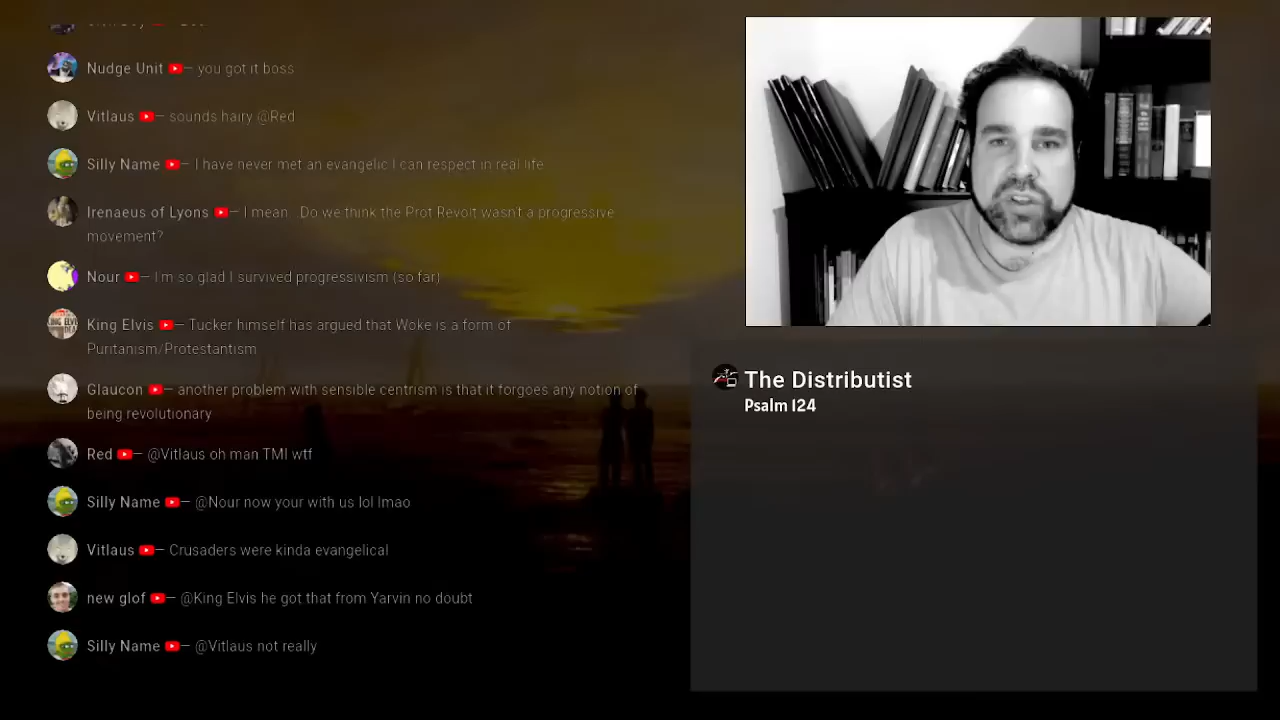 Nudge Unit — you got it boss
Vitlaus — sounds hairy @Red
Silly Name — I have never met an evangelic I can respect in real life
Irenaeus of Lyons — I mean...Do we think the Prot Revolt wasn't a progressive
movement?
Nour — I'm so glad I survived progressivism (so far)
King Elvis — Tucker himself has argued that Woke is a form of
Puritanism/Protestantism
Glaucon — another problem with sensible centrism is that it forgoes any notion of
being revolutionary
Red — @Vitlaus oh man TMI wtf
Silly Name — @Nour now your with us lol lmao
Vitlaus — Crusaders were kinda evangelical
new glof — @King Elvis he got that from Yarvin no doubt
Silly Name — @Vitlaus not really
The Distributist
Psalm 124